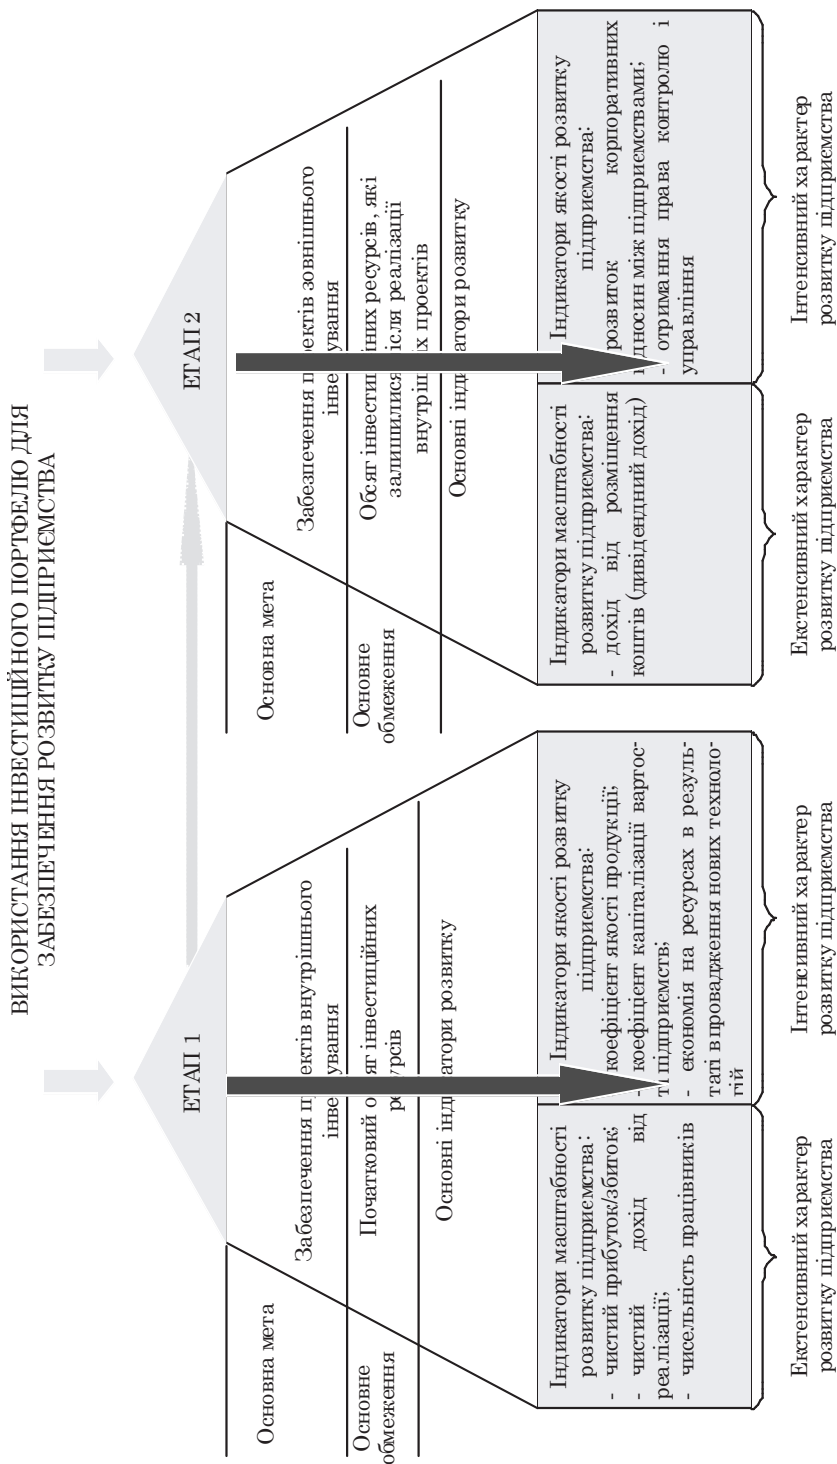 ВИКОРИСТАННЯ ІНВЕСТИЦІЙНОГО ПОРТФЕЛЮ ДЛЯ
ЗАБЕЗПЕЧЕННЯ РОЗВИТКУ ПІДПРИЄМСТВА
ЕТАП 1
Основна мета
Забезпечення проектів внутрішнього
інвестування
Основне
обмеження
Початковий обсяг інвестиційних
ресурсів
Основні індикатори розвитку
Індикатори масштабності
розвитку підприємства:
- чистий прибуток/збиток;
- чистий дохід від
реалізації;
- чисельність працівників
Індикатори якості розвитку
підприємства:
- коефіцієнт якості продукції;
- коефіцієнт капіталізації вартос-
ті підприємств;
- економія на ресурсах в резуль-
таті впровадження нових техноло-
гій
Екстенсивний характер
розвитку підприємства
Інтенсивний характер
розвитку підприємства
ЕТАП 2
Основна мета
Забезпечення проектів зовнішнього
інвестування
Основне
обмеження
Обсяг інвестиційних ресурсів, які
залишилися після реалізації
внутрішніх проектів
Основні індикатори розвитку
Індикатори масштабності
розвитку підприємства:
- дохід від розміщення
коштів (дивідендний дохід)
Індикатори якості розвитку
підприємства:
- розвиток корпоративних
відносин між підприємствами;
- отримання права контролю і
управління
Екстенсивний характер
розвитку підприємства
Інтенсивний характер
розвитку підприємства